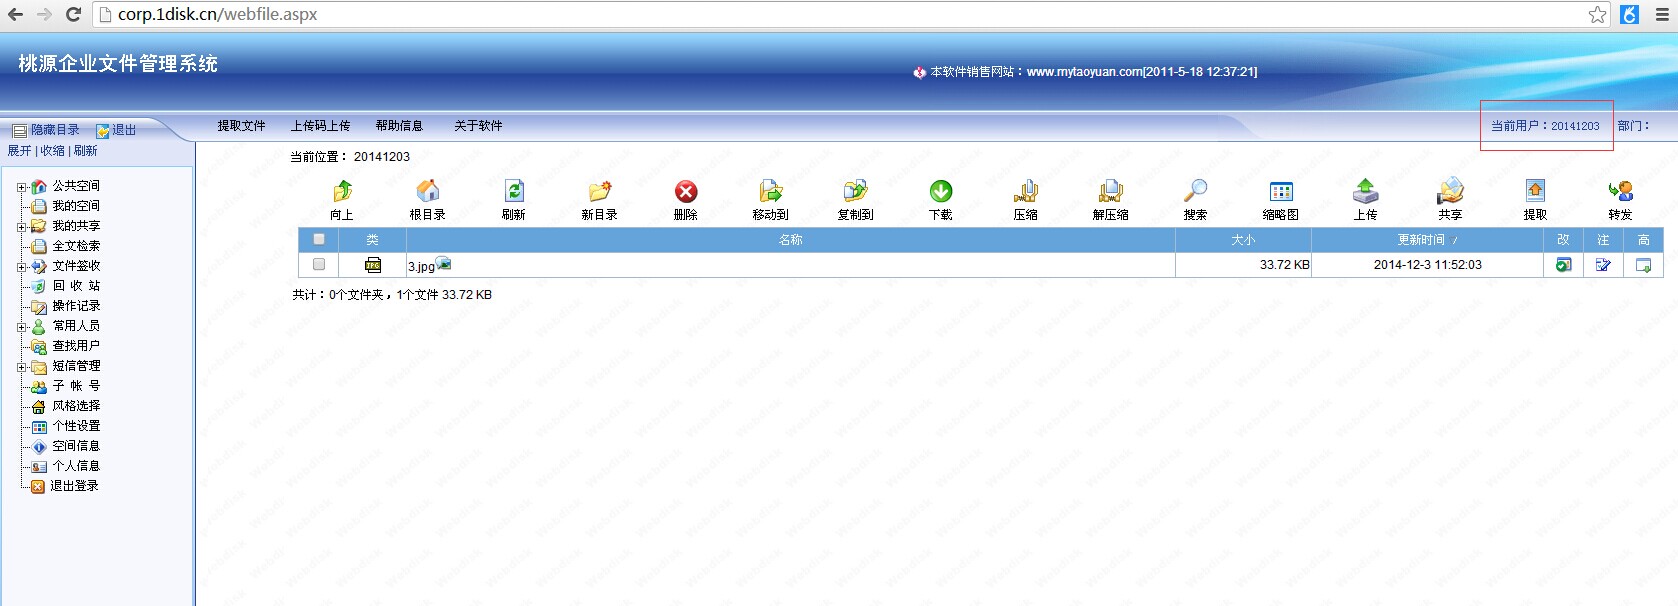 corp.1disk.cn/webfile.aspx
桃源企业文件管理系统
本软件销售网站：www.mytaoyuan.com[2011-5-18 12:37:21]
隐藏目录 退出
提取文件 上传码上传 帮助信息 关于软件
当前用户：20141203 部门：
展开 | 收缩 | 刷新
当前位置： 20141203
公共空间
我的空间
我的共享
全文检索
文件签收
回 收 站
操作记录
常用人员
查找用户
短信管理
子 帐 号
风格选择
个性设置
空间信息
个人信息
退出登录
向上 根目录 刷新 新目录 删除 移动到 复制到 下载 压缩 解压缩 搜索 缩略图 上传 共享 提取 转发
类 名称 大小 更新时间 / 改 注 高
JPG 3.jpg 33.72 KB 2014-12-3 11:52:03
共计：0个文件夹，1个文件 33.72 KB